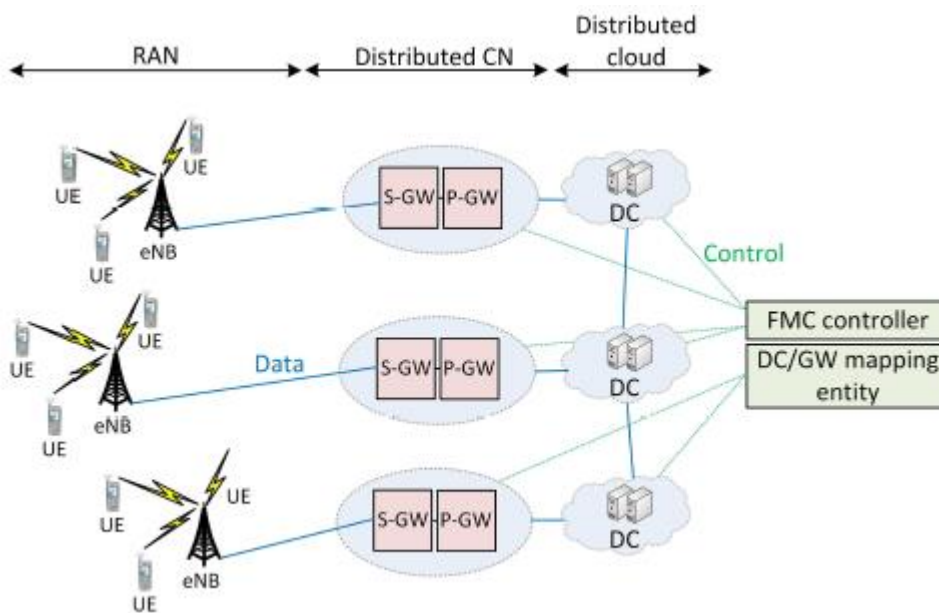 RAN
Distributed CN
Distributed
cloud
UE
UE
UE
eNB
S-GW
P-GW
DC
Control
UE
UE
UE
eNB
Data
S-GW
P-GW
DC
FMC controller
DC/GW mapping
entity
UE
UE
UE
eNB
S-GW
P-GW
DC